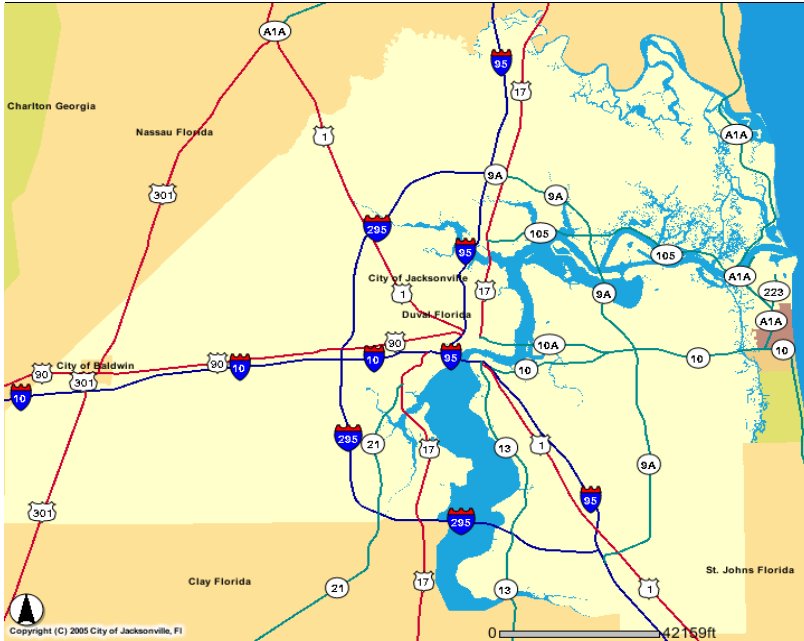 A1A
95
17
Charlton Georgia
Nassau Florida
1
A1A
9A
301
9A
295
105
95
105
City of Jacksonville
A1A
1
17
9A
223
Duval Florida
A1A
90
10A
10
90
City of Baldwin
90
10
10
95
10
10
301
10
295
21
17
13
1
9A
301
295
95
St. Johns Florida
Clay Florida
21
17
13
1
Copyright (C) 2005 City of Jacksonville, Fl
0
42159ft